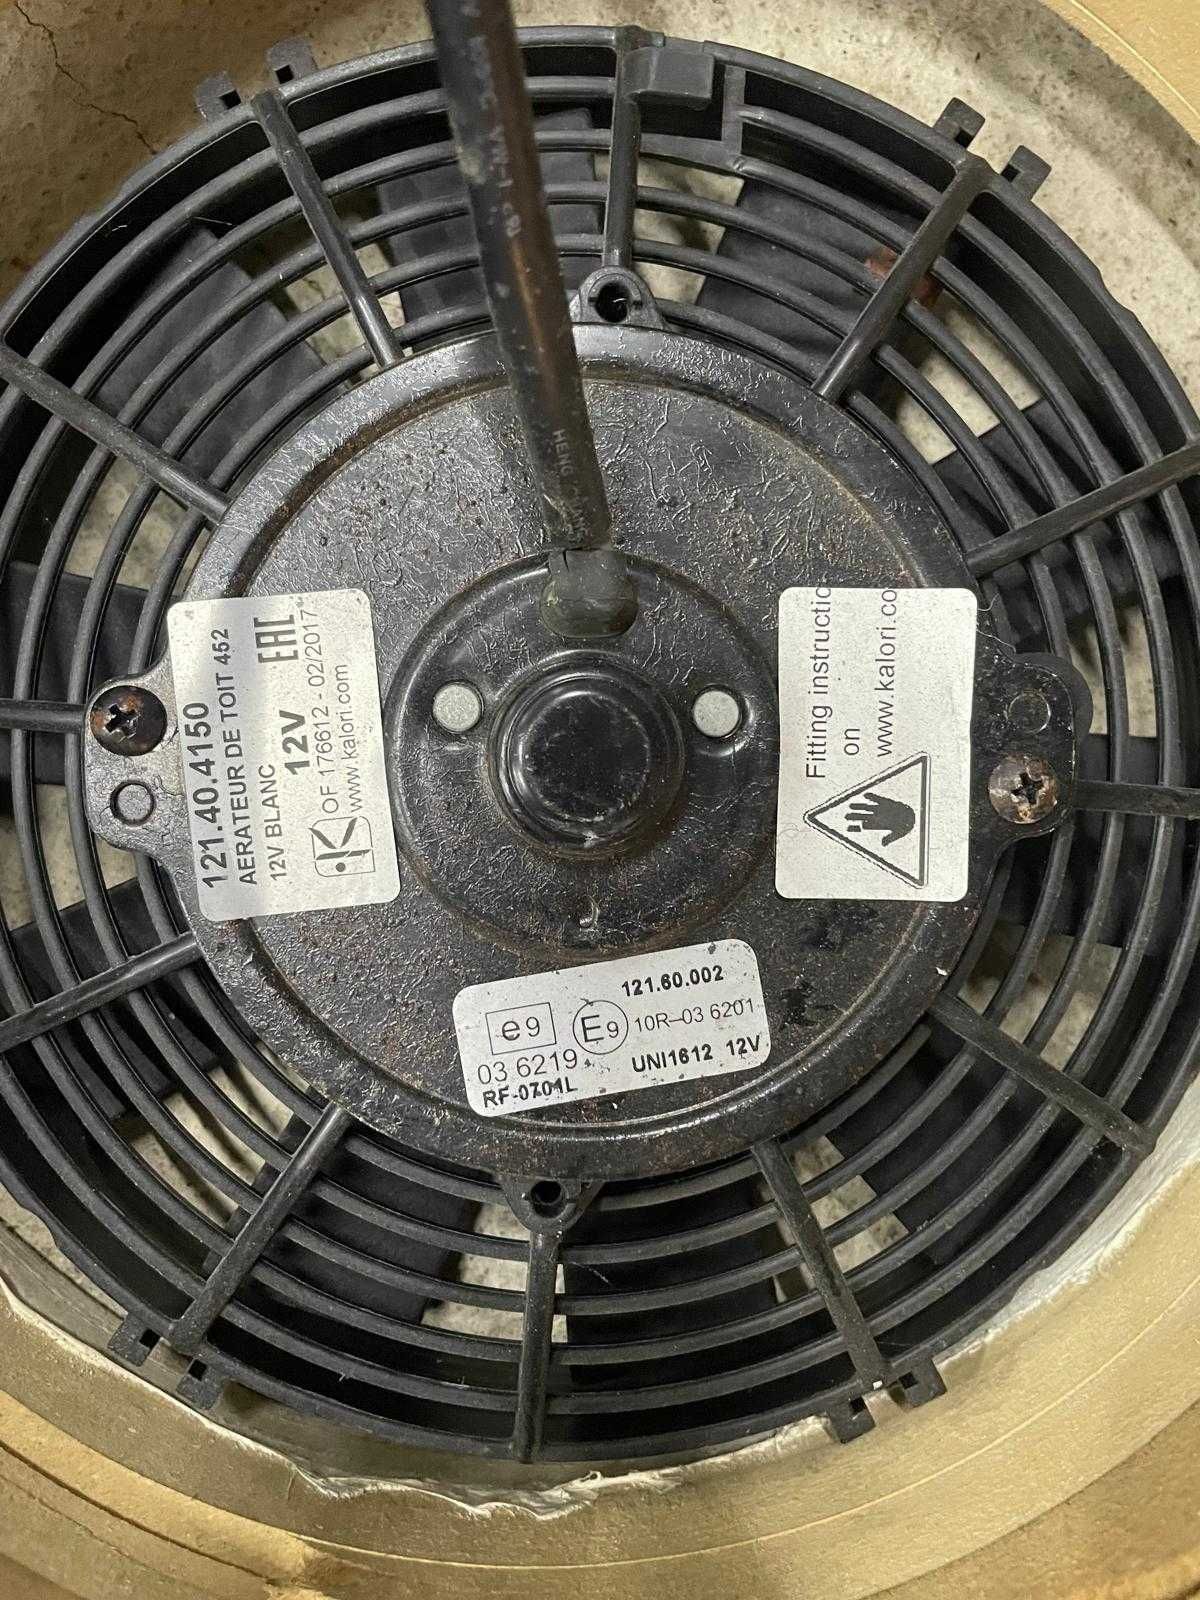 121.40.4150
AERATEUR DE TOIT 452
12V BLANC 12V EAC
K OF 176612 - 02/2017
www.kalori.com
Fitting instructio
on
www.kalori.co
121.60.002
e9 E9 10R-03 6201
03 6219
RF-0701L UNI1612 12V
HENG